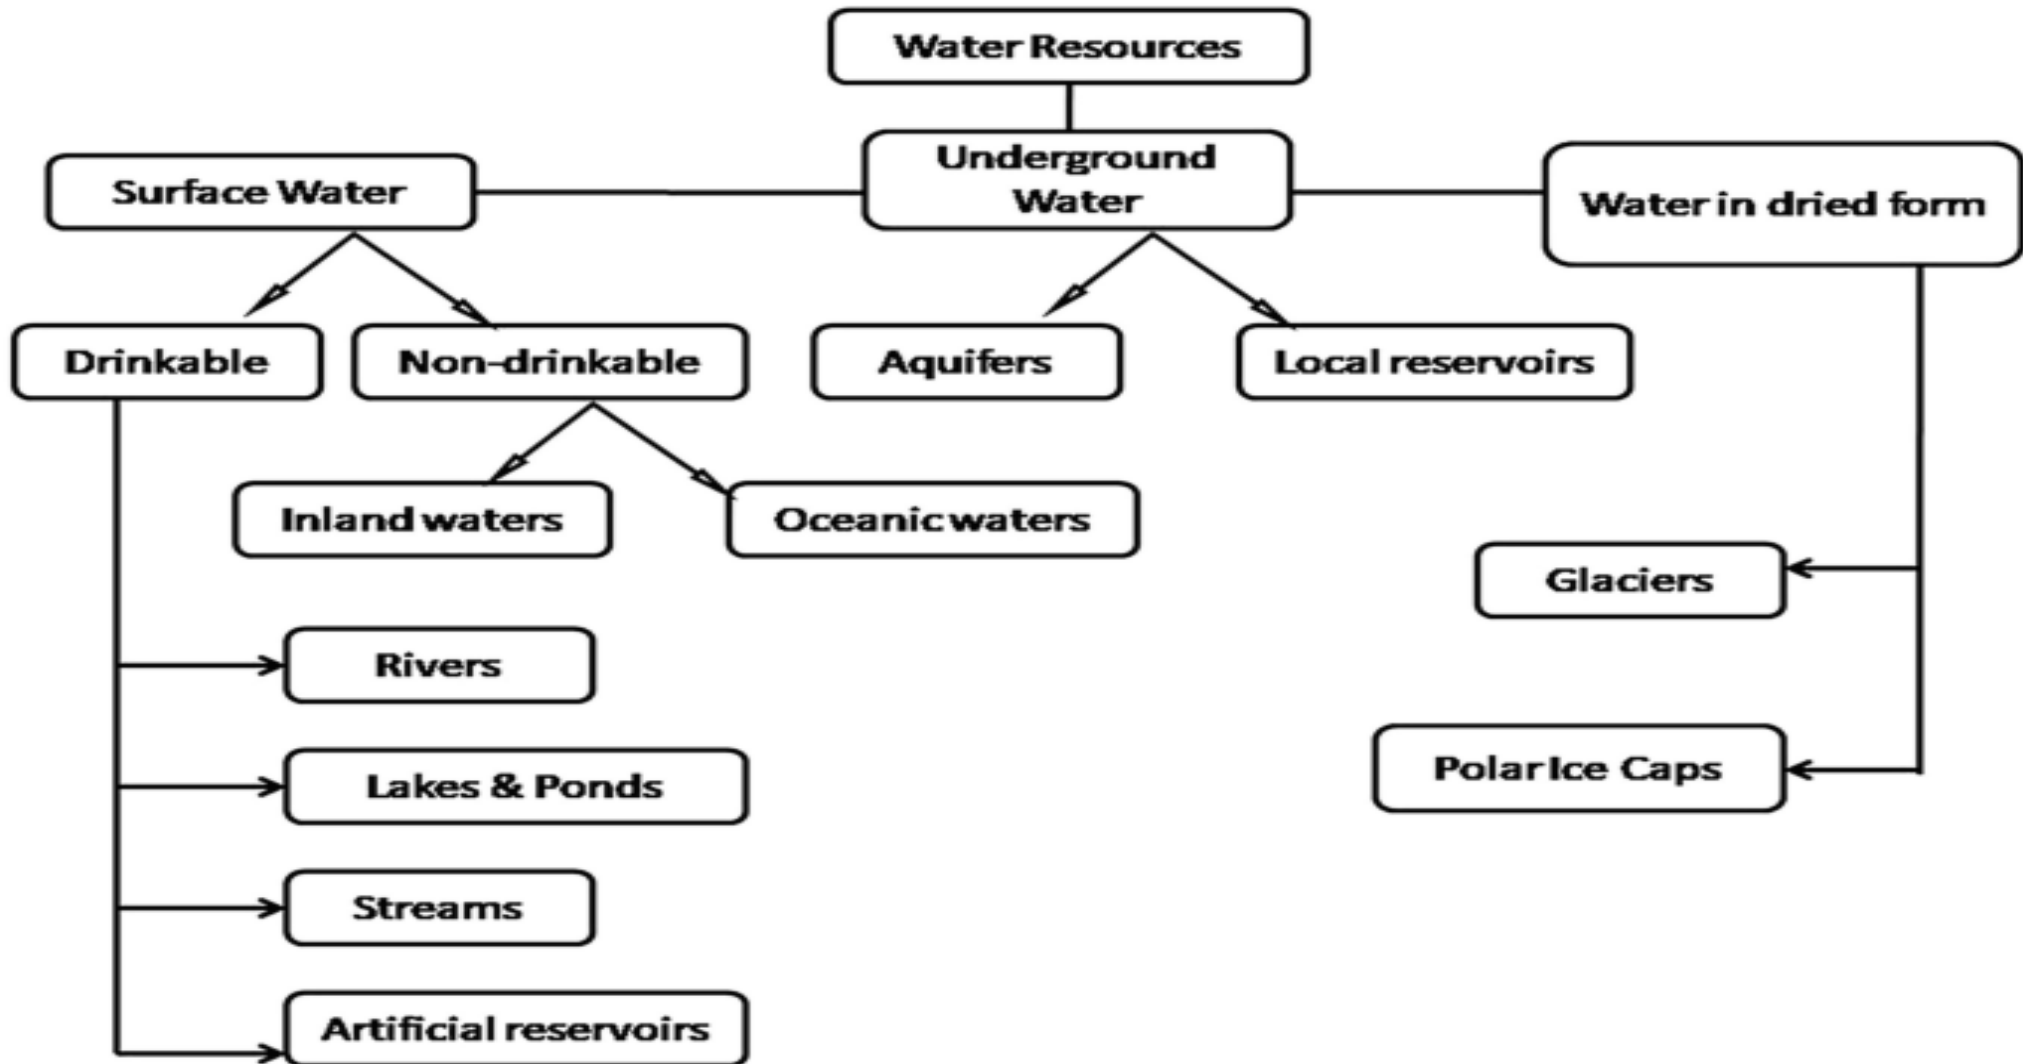 Water Resources
Surface Water
Underground
Water
Water in dried form
Drinkable
Non-drinkable
Aquifers
Local reservoirs
Inland waters
Oceanic waters
Glaciers
Rivers
Polar Ice Caps
Lakes & Ponds
Streams
Artificial reservoirs